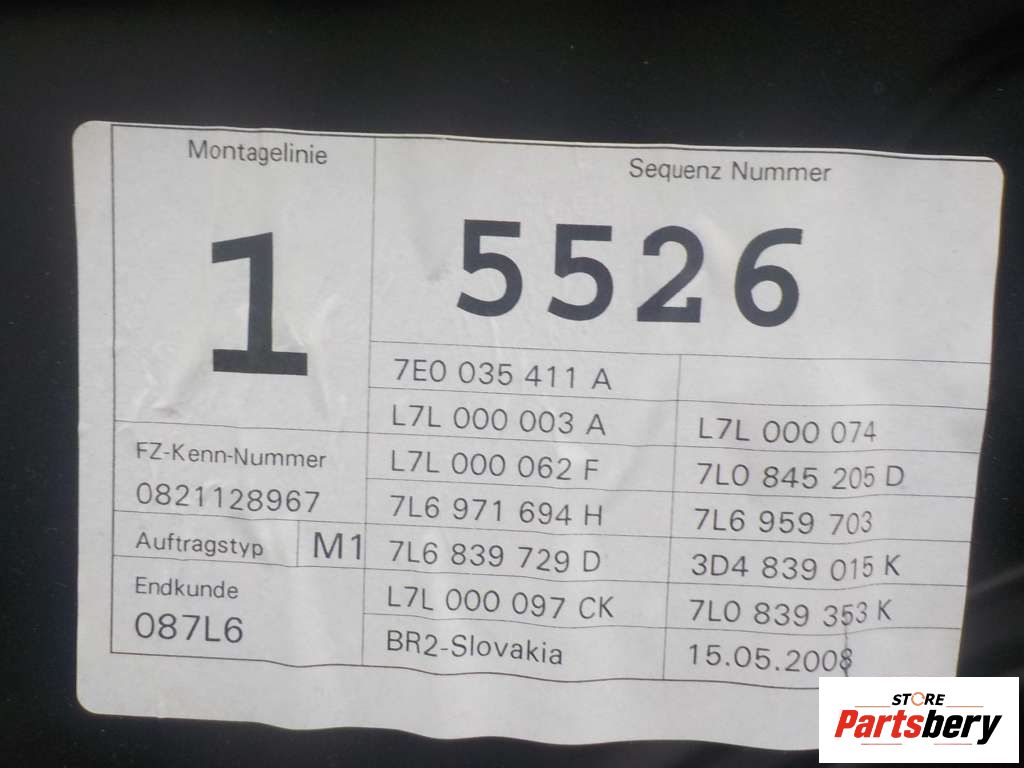 Montagelinie
1
Sequenz Nummer
5526
FZ-Kenn-Nummer
0821128967
Auftragstyp M1
Endkunde
087L6
7E0 035 411 A
L7L 000 003 A L7L 000 074
L7L 000 062 F 7L0 845 205 D
7L6 971 694 H 7L6 959 703
7L6 839 729 D 3D4 839 015 K
L7L 000 097 CK 7L0 839 353 K
BR2-Slovakia 15.05.2008
STORE
Partsbery